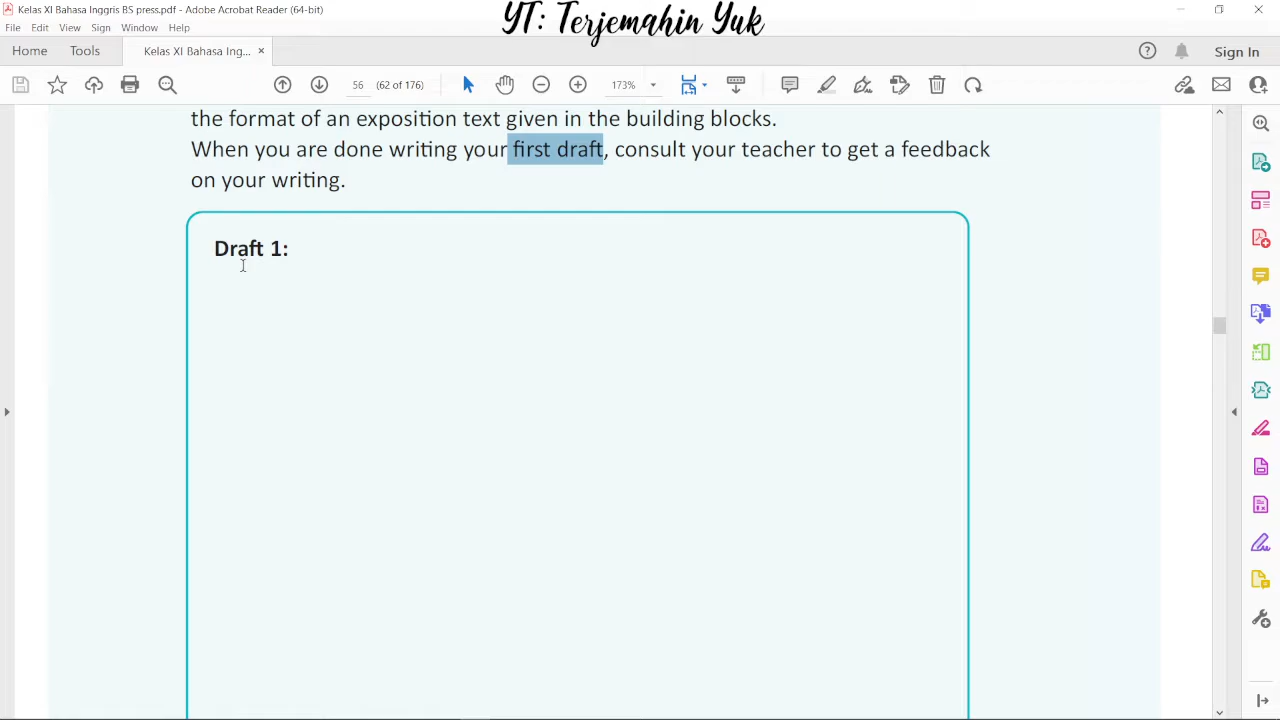 Kelas XI Bahasa Inggris BS press.pdf - Adobe Acrobat Reader (64-bit)
YT: Terjemahin Yuk
File Edit View Sign Window Help
Home Tools Kelas XI Bahasa Ing... × Sign In
56 (62 of 176) 173%
the format of an exposition text given in the building blocks.
When you are done writing your first draft, consult your teacher to get a feedback
on your writing.
Draft 1: